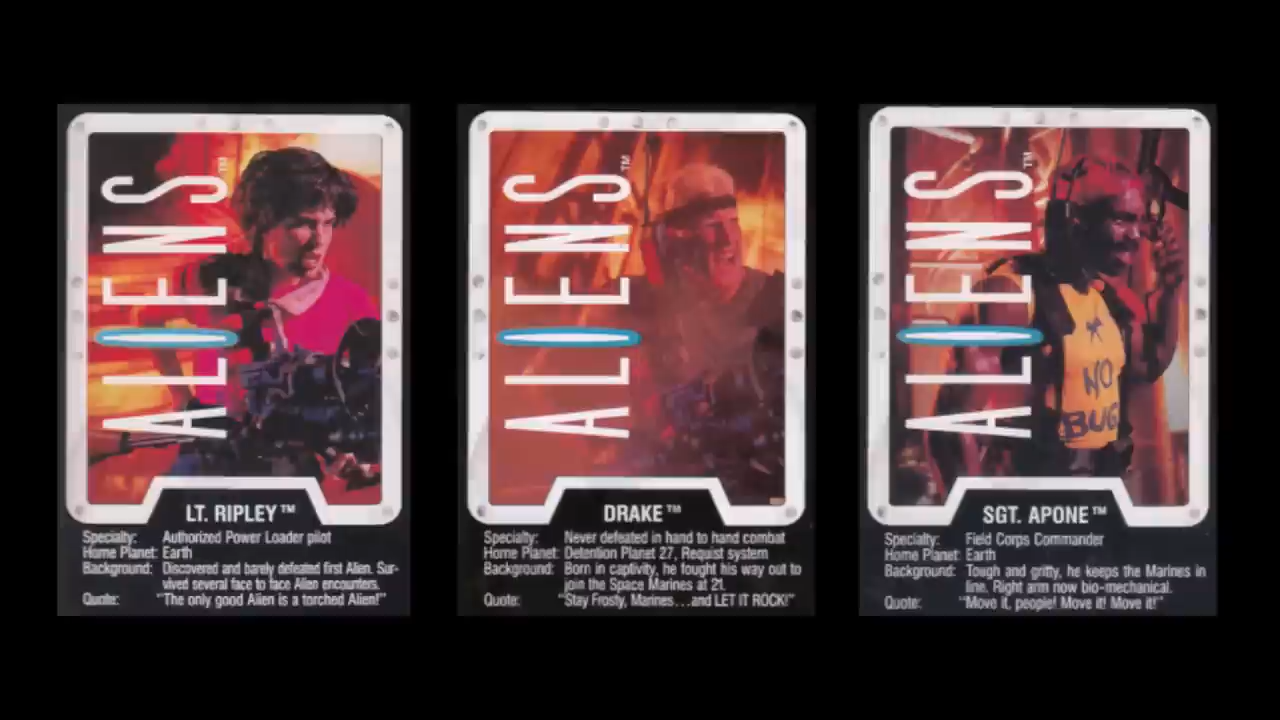 ALIENS™
LT. RIPLEY™
Specialty: Authorized Power Loader pilot
Home Planet: Earth
Background: Discovered and barely defeated first Alien. Sur-
vived several face to face Alien encounters.
Quote: "The only good Alien is a torched Alien!"
ALIENS™
DRAKE™
Specialty: Never defeated in hand to hand combat
Home Planet: Detention Planet 27, Requist system
Background: Born in captivity, he fought his way out to
join the Space Marines at 21.
Quote: "Stay Frosty, Marines...and LET IT ROCK!"
ALIENS™
NO
BUG
SGT. APONE™
Specialty: Field Corps Commander
Home Planet: Earth
Background: Tough and gritty, he keeps the Marines in
line. Right arm now bio-mechanical.
Quote: "Move it, people! Move it! Move it!"